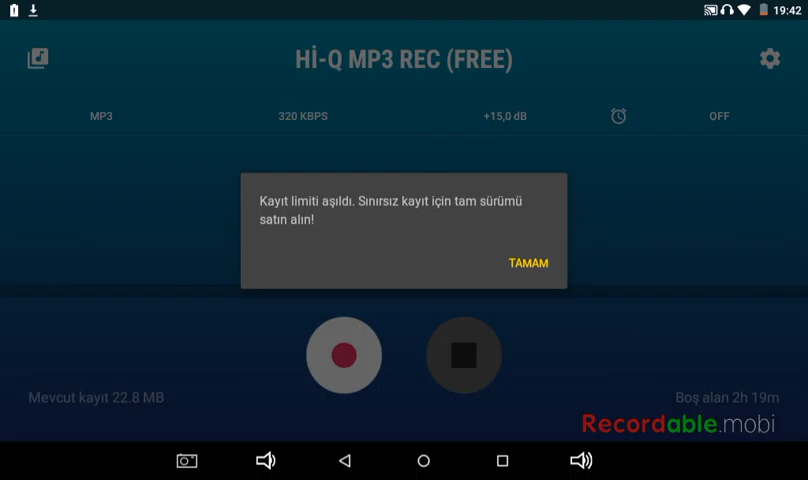 19:42
Hİ-Q MP3 REC (FREE)
MP3 320 KBPS +15,0 dB OFF
Kayıt limiti aşıldı. Sınırsız kayıt için tam sürümü
satın alın!
TAMAM
Mevcut kayıt 22.8 MB
Boş alan 2h 19m
Recordable.mobi